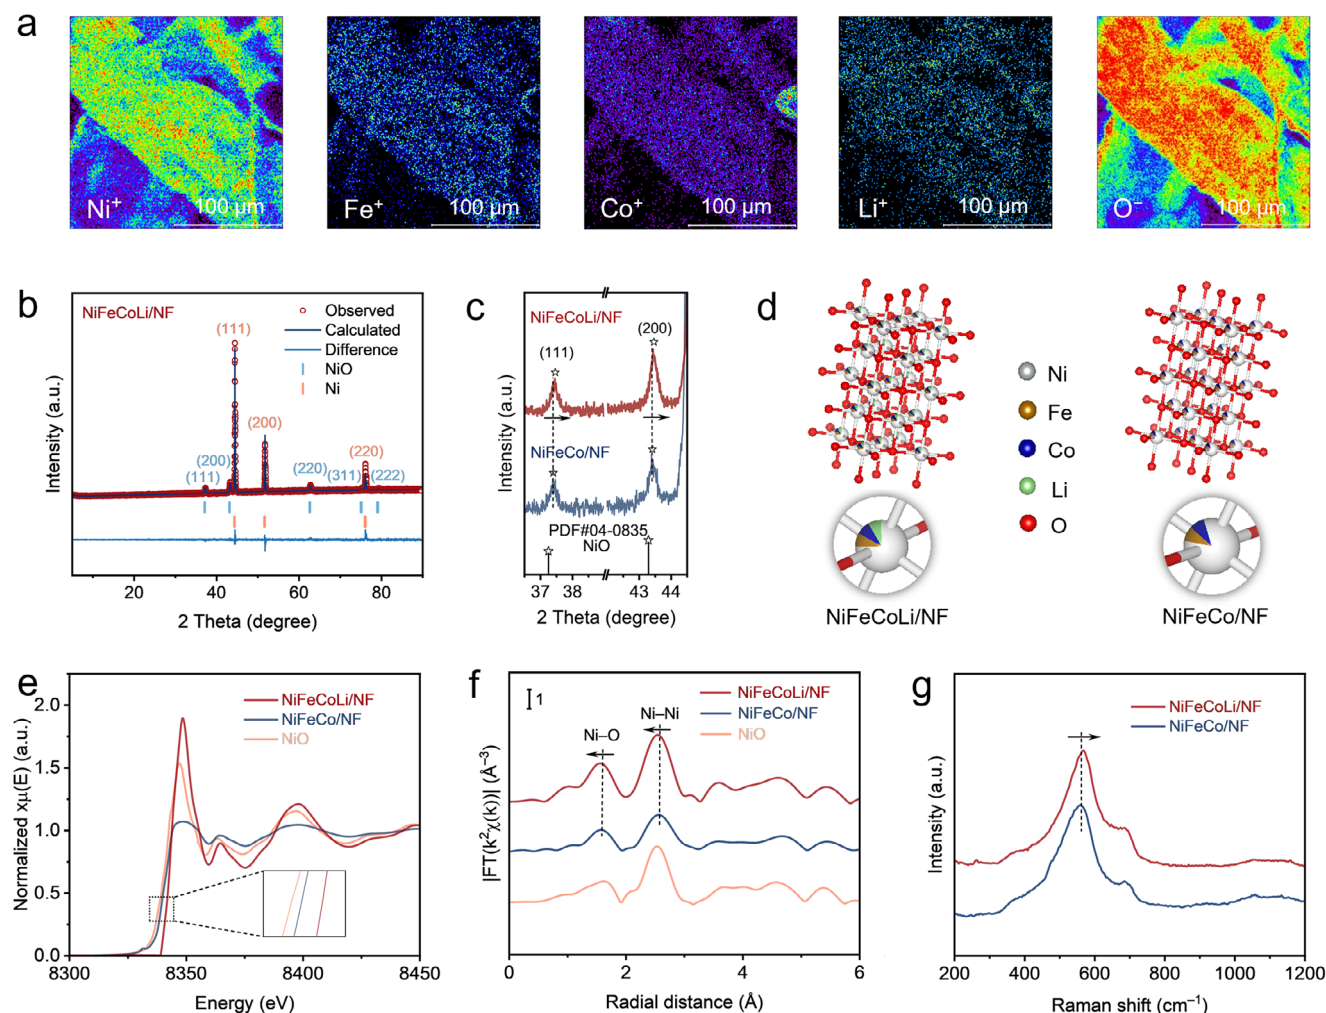 a
Ni⁺ 100 μm
Fe⁺ 100 μm
Co⁺ 100 μm
Li⁺ 100 μm
O⁻ 100 μm
b
NiFeCoLi/NF
Observed
Calculated
Difference
NiO
Ni
(111)
(200)
(220)
(200)
(111)
(220)
(311)
(222)
Intensity (a.u.)
20 40 60 80
2 Theta (degree)
c
NiFeCoLi/NF
(200)
(111)
NiFeCo/NF
PDF#04-0835
NiO
Intensity (a.u.)
37 38 43 44
2 Theta (degree)
d
Ni
Fe
Co
Li
O
NiFeCoLi/NF
NiFeCo/NF
e
NiFeCoLi/NF
NiFeCo/NF
NiO
Normalized xμ(E) (a.u.)
2.0
1.5
1.0
0.5
0.0
8300 8350 8400 8450
Energy (eV)
f
1
NiFeCoLi/NF
NiFeCo/NF
NiO
Ni–Ni
Ni–O
|FT(k²χ(k))| (Å⁻³)
0 2 4 6
Radial distance (Å)
g
NiFeCoLi/NF
NiFeCo/NF
Intensity (a.u.)
200 400 600 800 1000 1200
Raman shift (cm⁻¹)